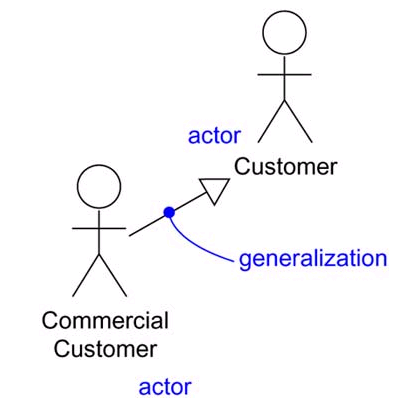 actor
Customer
generalization
Commercial
Customer
actor